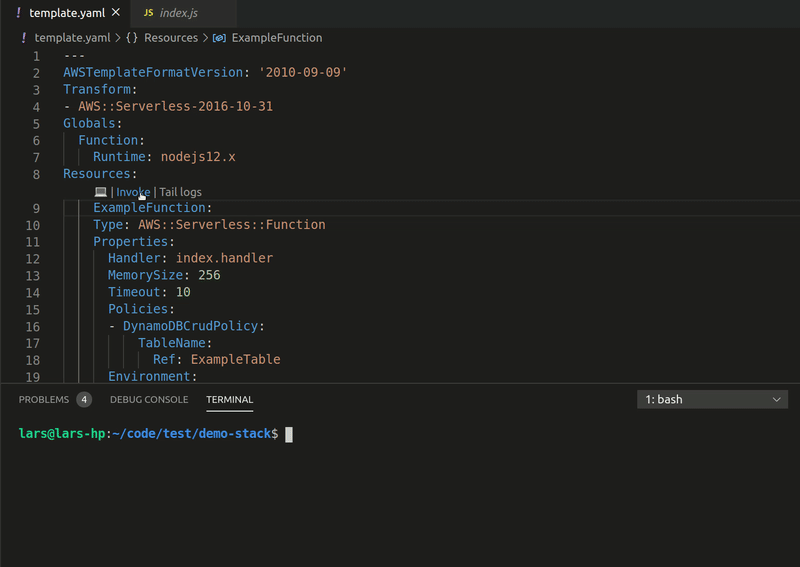 ! template.yaml × JS index.js
! template.yaml > {} Resources > ExampleFunction
1 ---
2 AWSTemplateFormatVersion: '2010-09-09'
3 Transform:
4 - AWS::Serverless-2016-10-31
5 Globals:
6 Function:
7 Runtime: nodejs12.x
8 Resources:
| Invoke | Tail logs
9 ExampleFunction:
10 Type: AWS::Serverless::Function
11 Properties:
12 Handler: index.handler
13 MemorySize: 256
14 Timeout: 10
15 Policies:
16 - DynamoDBCrudPolicy:
17 TableName:
18 Ref: ExampleTable
19 Environment:
PROBLEMS 4 DEBUG CONSOLE TERMINAL 1: bash
lars@lars-hp:~/code/test/demo-stack$